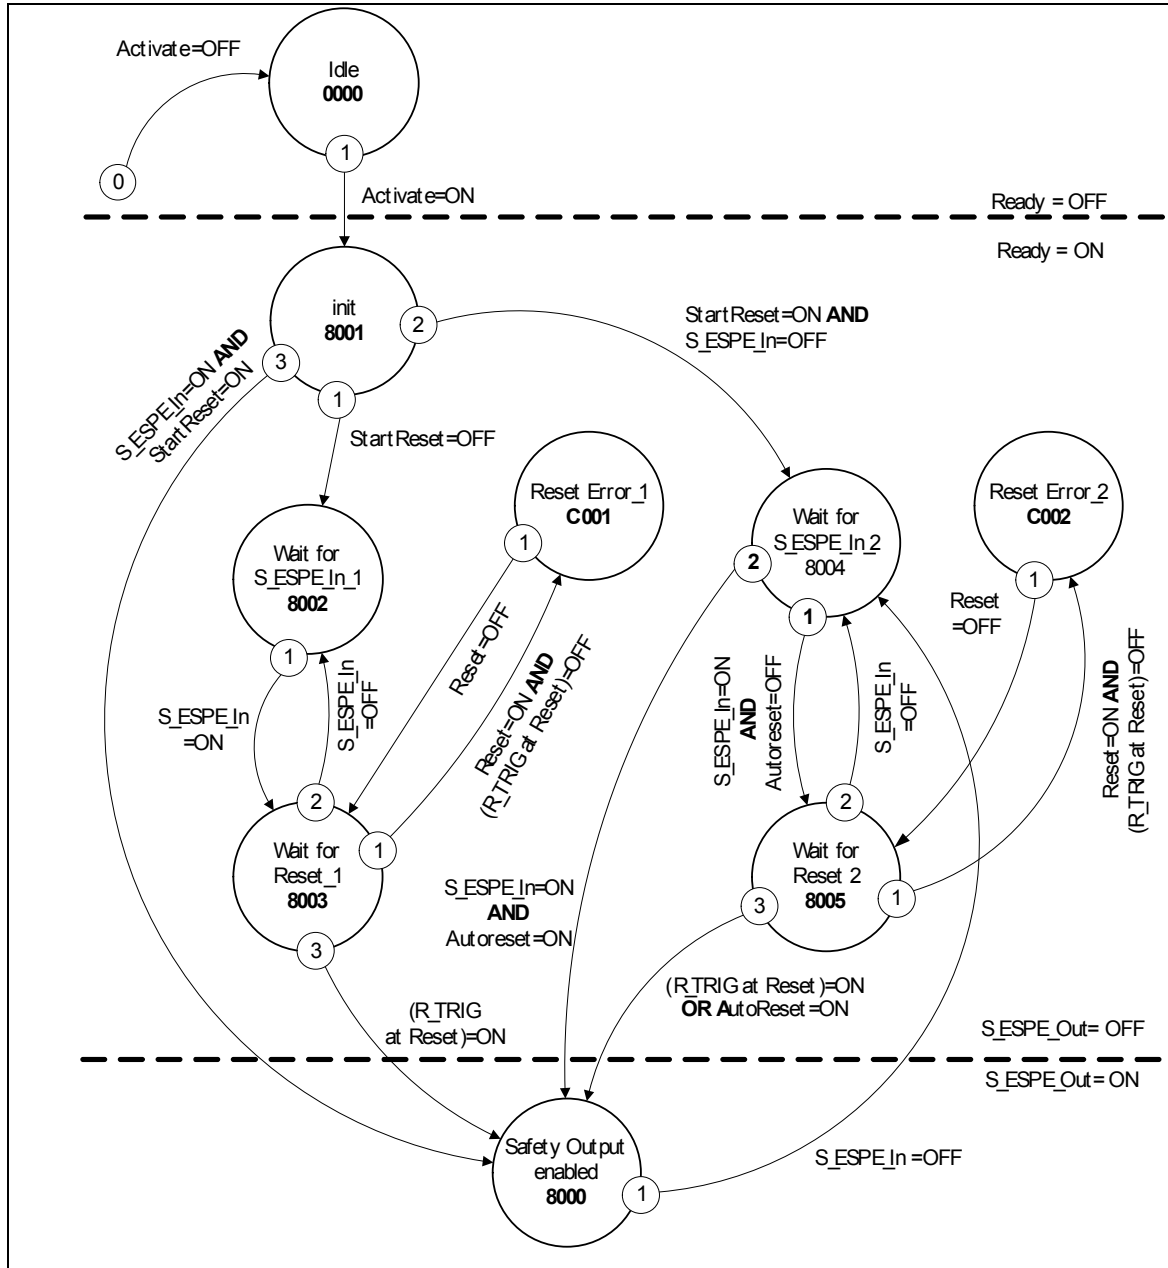 Activate=OFF
Idle
0000
1
0
Activate=ON
Ready = OFF
Ready = ON
init
8001
2
3
1
StartReset=ON AND
S_ESPE_In=OFF
S_ESPE_In=ON AND
StartReset=ON
StartReset=OFF
Reset Error_1
C001
1
Wait for
S_ESPE_In_2
8004
2
1
Reset Error_2
C002
1
Wait for
S_ESPE_In_1
8002
1
Reset=OFF
Reset=ON AND
(R_TRIG at Reset)=OFF
Reset
=OFF
Reset=ON AND
(R_TRIG at Reset)=OFF
S_ESPE_In
=ON
S_ESPE_In
=OFF
S_ESPE_In=ON
AND
Autoreset=OFF
S_ESPE_In
=OFF
2
Wait for
Reset_1
8003
1
3
2
Wait for
Reset 2
8005
3
1
S_ESPE_In=ON
AND
Autoreset=ON
(R_TRIG
at Reset)=ON
(R_TRIG at Reset)=ON
OR AutoReset=ON
S_ESPE_Out= OFF
S_ESPE_Out= ON
Safety Output
enabled
8000
1
S_ESPE_In =OFF